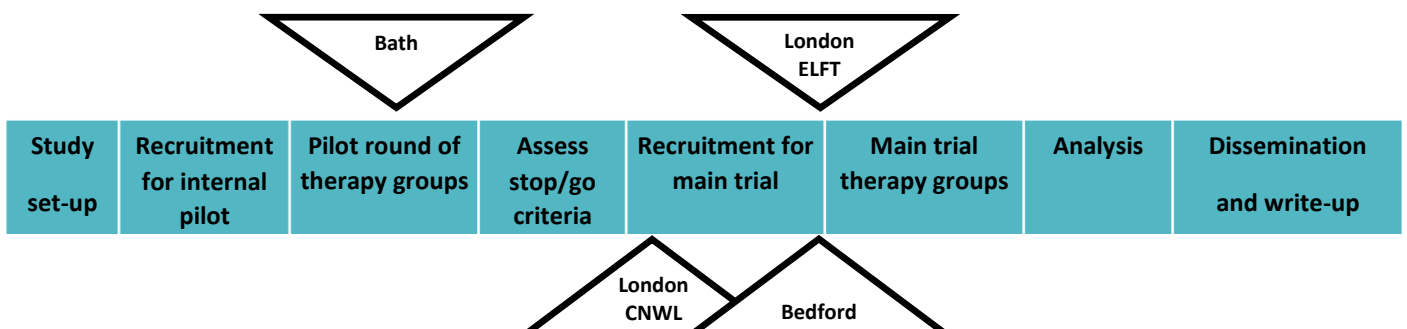 Bath
London
ELFT
Study
set-up
Recruitment
for internal
pilot
Pilot round of
therapy groups
Assess
stop/go
criteria
Recruitment for
main trial
Main trial
therapy groups
Analysis
Dissemination
and write-up
London
CNWL
Bedford